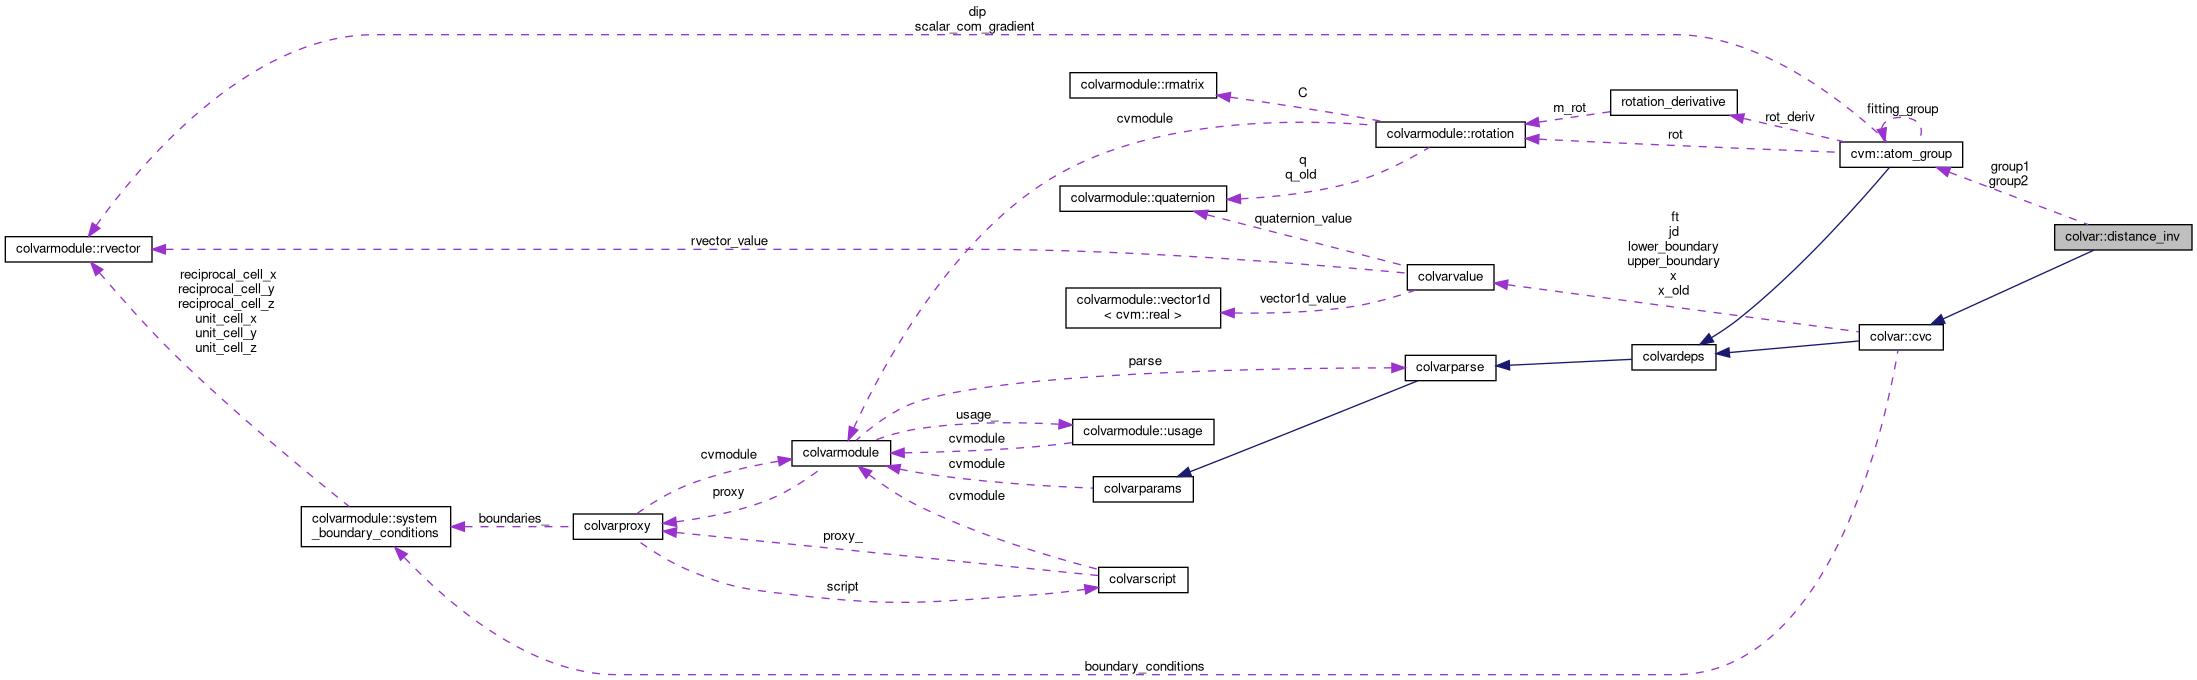 dip
scalar_com_gradient
colvarmodule::rmatrix
C
cvmodule
m_rot
rotation_derivative
rot_deriv
fitting_group
colvarmodule::rotation
rot
cvm::atom_group
q
q_old
group1
group2
colvarmodule::quaternion
quaternion_value
ft
jd
lower_boundary
upper_boundary
x
x_old
colvar::distance_inv
colvarmodule::rvector
rvector_value
reciprocal_cell_x
reciprocal_cell_y
reciprocal_cell_z
unit_cell_x
unit_cell_y
unit_cell_z
colvarvalue
colvarmodule::vector1d
< cvm::real >
vector1d_value
colvar::cvc
colvardeps
parse
colvarparse
usage_
colvarmodule::usage
cvmodule
colvarmodule
cvmodule
cvmodule
proxy
colvarparams
cvmodule
colvarmodule::system
_boundary_conditions
boundaries_
colvarproxy
proxy_
script
colvarscript
boundary_conditions